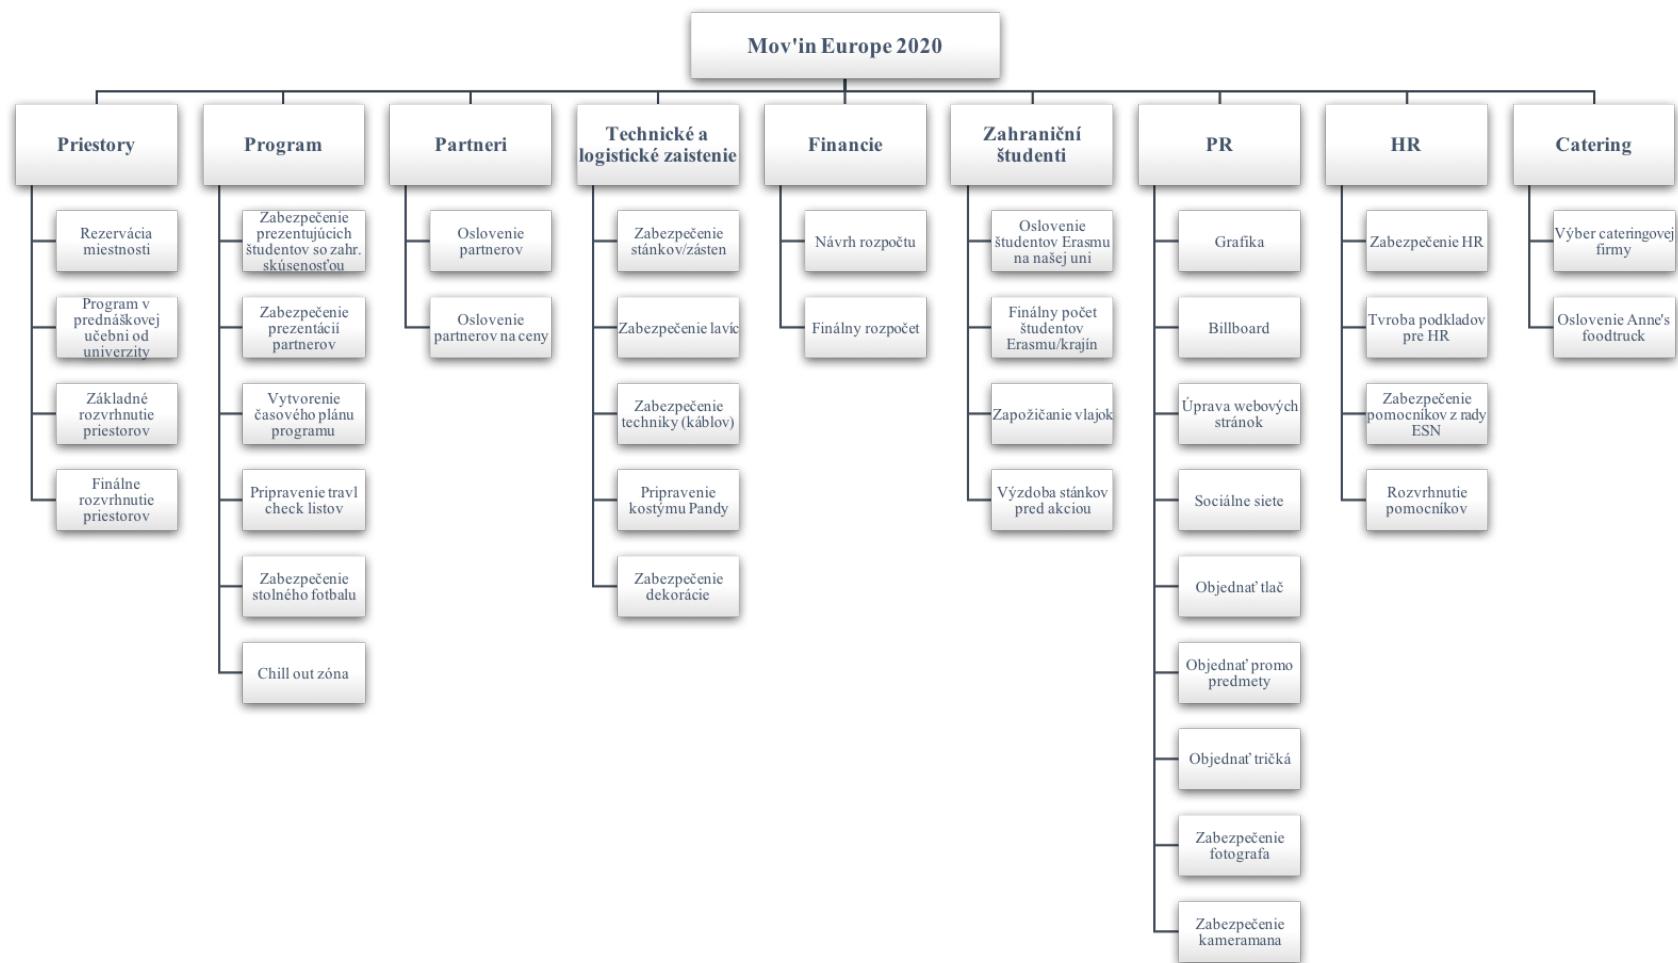 Mov'in Europe 2020
Priestory
Rezervácia
miestnosti
Program v
prednáškovej
učebni od
univerzity
Základné
rozvrhnutie
priestorov
Finálne
rozvrhnutie
priestorov
Program
Zabezpečenie
prezentujúcich
študentov so zahr.
skúsenosťou
Zabezpečenie
prezentácií
partnerov
Vytvorenie
časového plánu
programu
Pripravenie travl
check listov
Zabezpečenie
stolného fotbalu
Chill out zóna
Partneri
Oslovenie
partnerov
Oslovenie
partnerov na ceny
Technické a
logistické zaistenie
Zabezpečenie
stánkov/zásten
Zabezpečenie lavíc
Zabezpečenie
techniky (káblov)
Pripravenie
kostýmu Pandy
Zabezpečenie
dekorácie
Financie
Návrh rozpočtu
Finálny rozpočet
Zahraniční
študenti
Oslovenie
študentov Erasmu
na našej uni
Finálny počet
študentov
Erasmu/krajín
Zapožičanie vlajok
Výzdoba stánkov
pred akciou
PR
Grafika
Billboard
Úprava webových
stránok
Sociálne siete
Objednať tlač
Objednať promo
predmety
Objednať tričká
Zabezpečenie
fotografa
Zabezpečenie
kameramana
HR
Zabezpečenie HR
Tvroba podkladov
pre HR
Zabezpečenie
pomocníkov z rady
ESN
Rozvrhnutie
pomocníkov
Catering
Výber cateringovej
firmy
Oslovenie Anne's
foodtruck